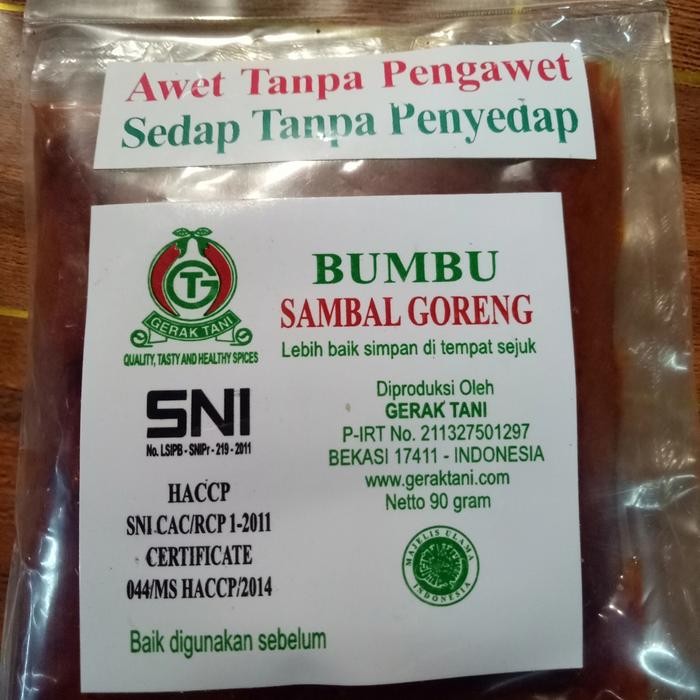 Awet Tanpa Pengawet
Sedap Tanpa Penyedap
GT
GERAK TANI
QUALITY, TASTY AND HEALTHY SPICES
BUMBU
SAMBAL GORENG
Lebih baik simpan di tempat sejuk
SNI
No. LSIPB - SNIPr - 219 - 2011
HACCP
SNI CAC/RCP 1-2011
CERTIFICATE
044/MS HACCP/2014
Diproduksi Oleh
GERAK TANI
P-IRT No. 211327501297
BEKASI 17411 - INDONESIA
www.geraktani.com
Netto 90 gram
MAJELIS ULAMA
INDONESIA
Baik digunakan sebelum